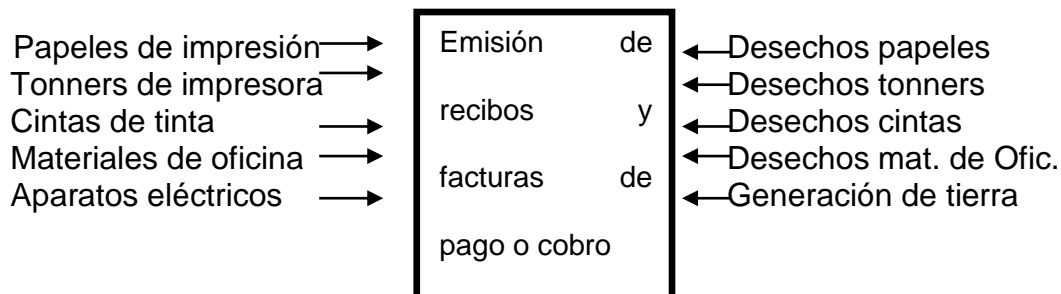 Papeles de impresión
Tonners de impresora
Cintas de tinta
Materiales de oficina
Aparatos eléctricos
Emisión de
recibos y
facturas de
pago o cobro
Desechos papeles
Desechos tonners
Desechos cintas
Desechos mat. de Ofic.
Generación de tierra